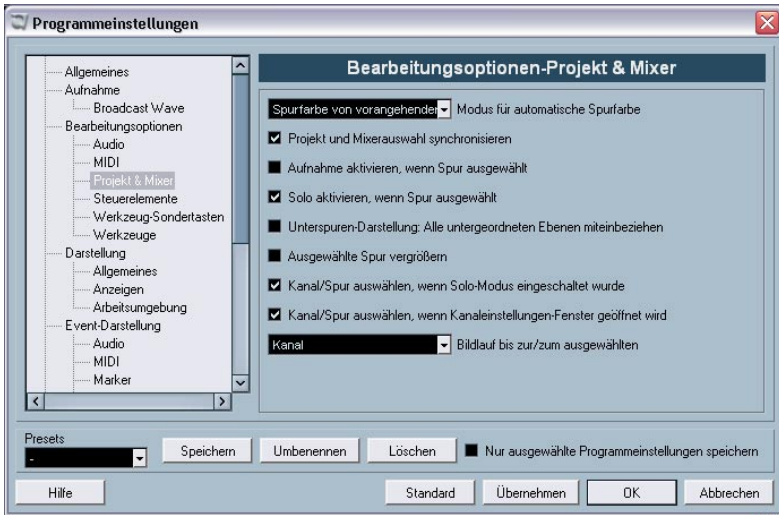 Programmeinstellungen
Allgemeines
Aufnahme
Broadcast Wave
Bearbeitungsoptionen
Audio
MIDI
Projekt & Mixer
Steuerelemente
Werkzeug-Sondertasten
Werkzeuge
Darstellung
Allgemeines
Anzeigen
Arbeitsumgebung
Event-Darstellung
Audio
MIDI
Marker
Bearbeitungsoptionen-Projekt & Mixer
Spurfarbe von vorangehender Modus für automatische Spurfarbe
Projekt und Mixerauswahl synchronisieren
Aufnahme aktivieren, wenn Spur ausgewählt
Solo aktivieren, wenn Spur ausgewählt
Unterspuren-Darstellung: Alle untergeordneten Ebenen miteinbeziehen
Ausgewählte Spur vergrößern
Kanal/Spur auswählen, wenn Solo-Modus eingeschaltet wurde
Kanal/Spur auswählen, wenn Kanaleinstellungen-Fenster geöffnet wird
Kanal Bildlauf bis zur/zum ausgewählten
Presets
- Speichern Umbenennen Löschen Nur ausgewählte Programmeinstellungen speichern
Hilfe Standard Übernehmen OK Abbrechen